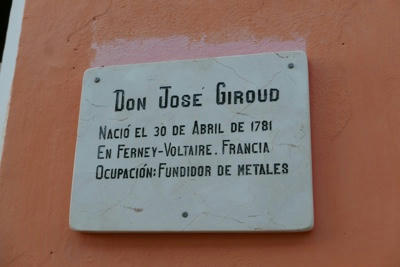 Don José Giroud
Nació el 30 de Abril de 1781
En Ferney-Voltaire. Francia
Ocupación: Fundidor de metales